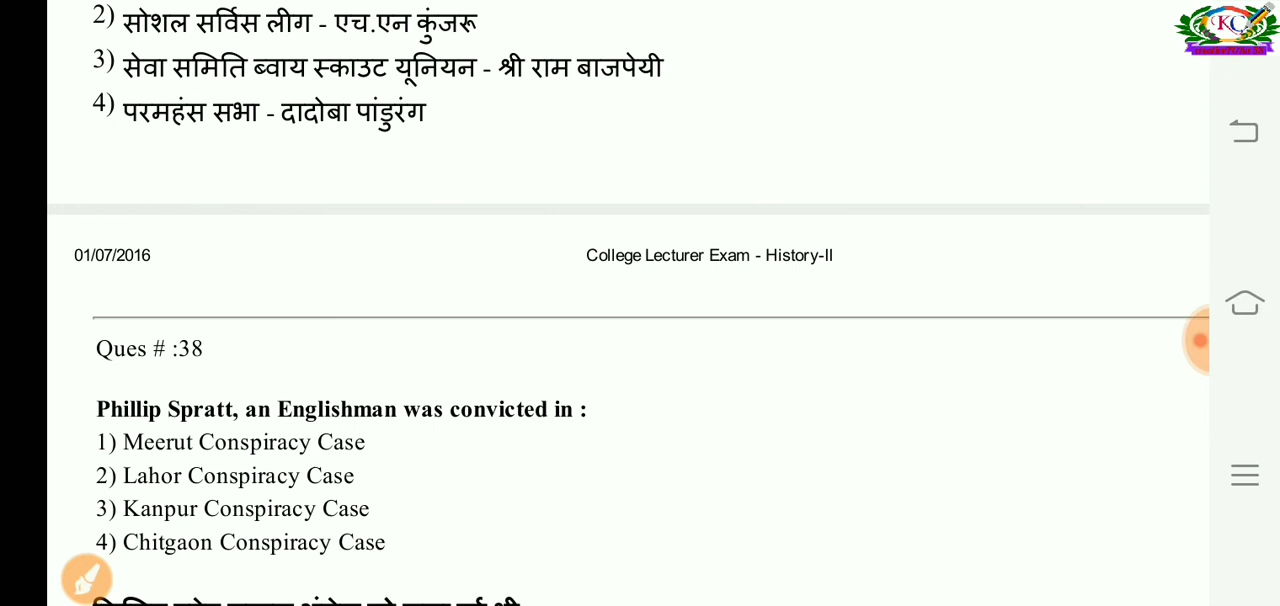 2) सोशल सर्विस लीग - एच.एन कुंजरू
3) सेवा समिति ब्वाय स्काउट यूनियन - श्री राम बाजपेयी
4) परमहंस सभा - दादोबा पांडुरंग
KC
01/07/2016 College Lecturer Exam - History-II
Ques # :38
Phillip Spratt, an Englishman was convicted in :
1) Meerut Conspiracy Case
2) Lahor Conspiracy Case
3) Kanpur Conspiracy Case
4) Chitgaon Conspiracy Case